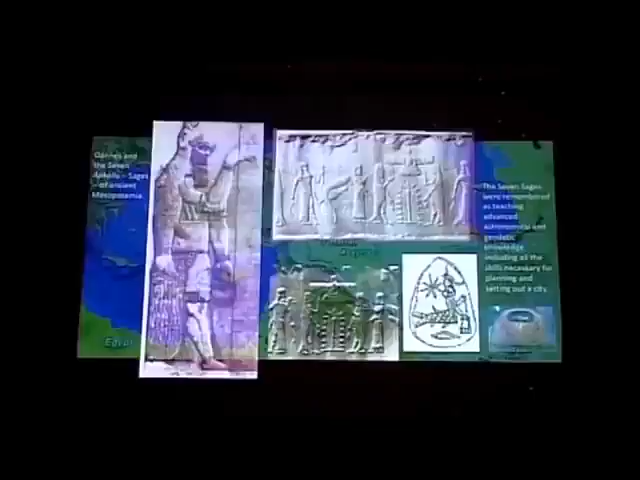 Oannes and
the Seven
Apkallu – Sages
of ancient
Mesopotamia
The Seven Sages
were remembered
as teaching
advanced
astronomical and
geodetic
knowledge
including all the
skills necessary for
planning and
setting out a city.
Egypt